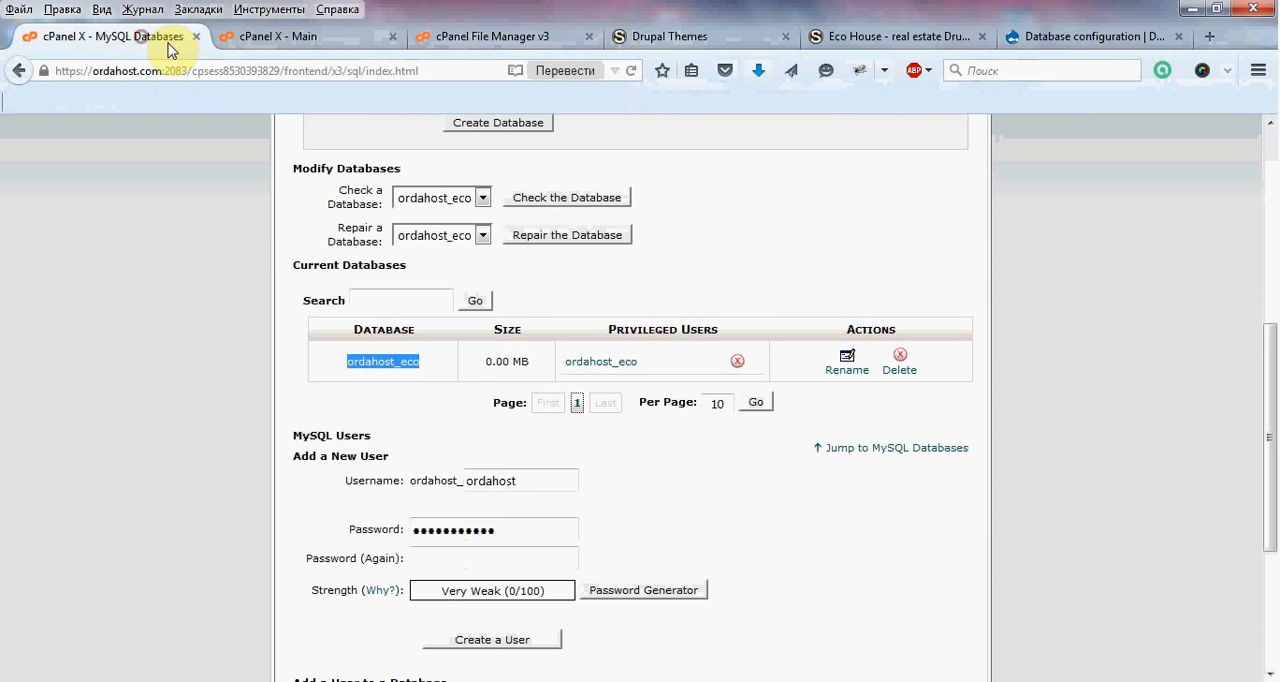 Файл Правка Вид Журнал Закладки Инструменты Справка
cPanel X - MySQL Databases cPanel X - Main cPanel File Manager v3 Drupal Themes Eco House - real estate Dru... Database configuration | D...
https://ordahost.com:2083/cpsess8530393829/frontend/x3/sql/index.html Перевести ABP Поиск
Create Database
Modify Databases
Check a
Database: ordahost_eco Check the Database
Repair a
Database: ordahost_eco Repair the Database
Current Databases
Search Go
DATABASE SIZE PRIVILEGED USERS ACTIONS
ordahost_eco 0.00 MB ordahost_eco Rename Delete
Page: First 1 Last Per Page: 10 Go
MySQL Users
↑ Jump to MySQL Databases
Add a New User
Username: ordahost_ ordahost
Password: ●●●●●●●●●●●
Password (Again):
Strength (Why?): Very Weak (0/100) Password Generator
Create a User
Add a User to a Database